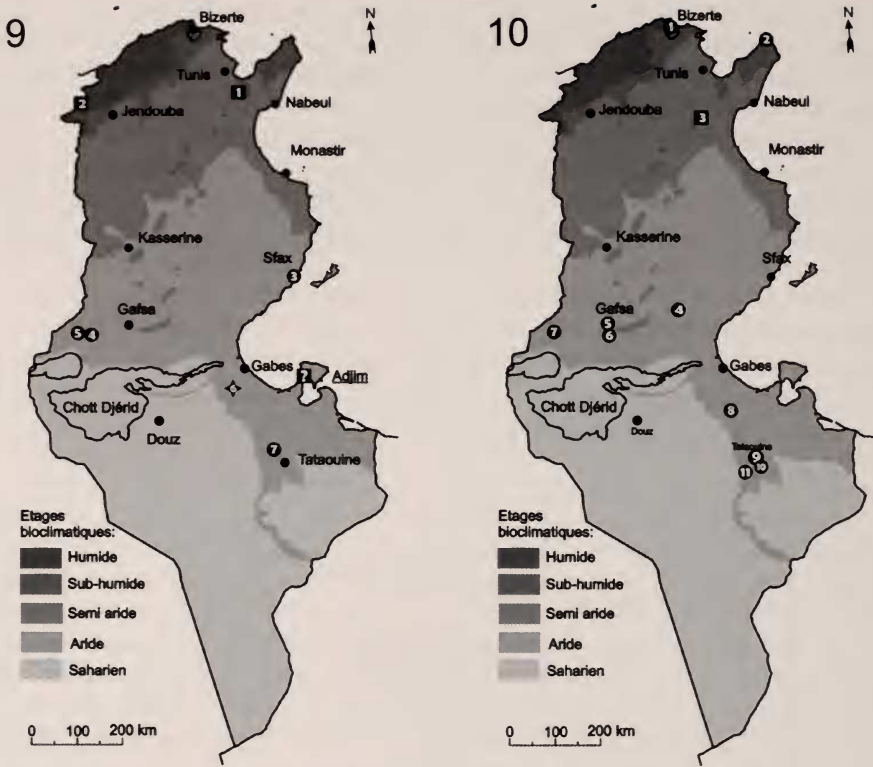 9
N
Bizerte
Tunis
1
2
Jendouba
Nabeul
Monastir
Kasserine
Sfax
3
Gafsa
5
4
Gabes
?
Adjim
6
Chott Djérid
Douz
7
Tataouine
Etages
bioclimatiques:
Humide
Sub-humide
Semi aride
Aride
Saharien
0 100 200 km
10
N
Bizerte
1
2
Tunis
Nabeul
Jendouba
3
Monastir
Kasserine
Sfax
Gafsa
4
5
6
7
Gabes
Chott Djérid
Douz
8
Tataouine
9
10
11
Etages
bioclimatiques:
Humide
Sub-humide
Semi aride
Aride
Saharien
0 100 200 km